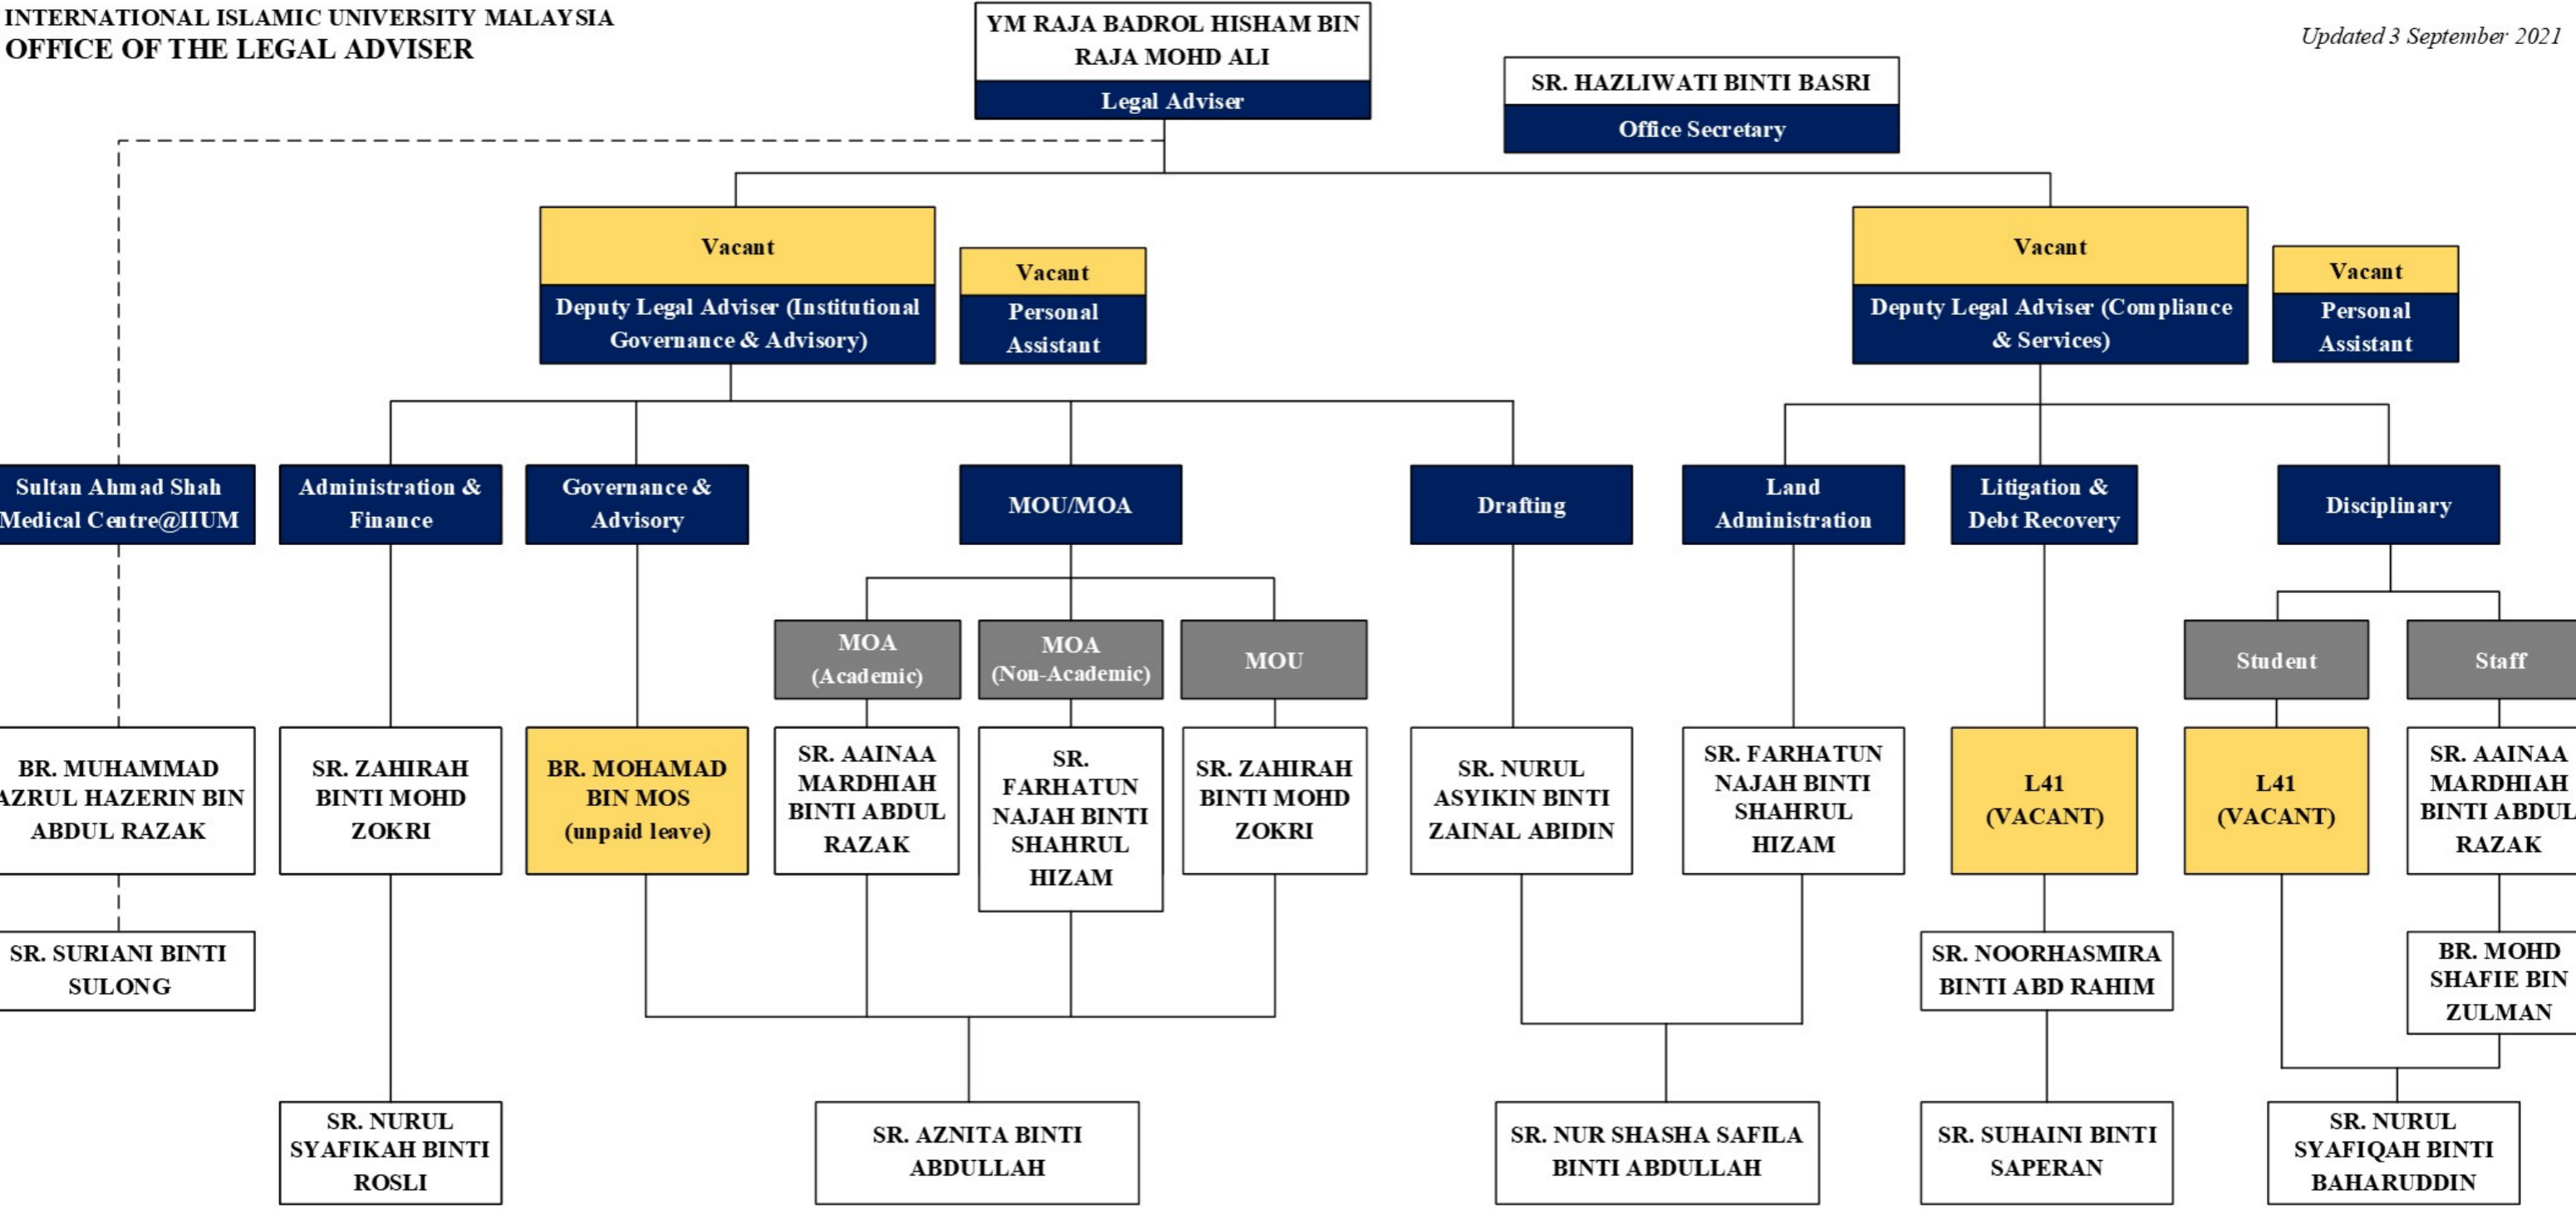 INTERNATIONAL ISLAMIC UNIVERSITY MALAYSIA
OFFICE OF THE LEGAL ADVISER
YM RAJA BADROL HISHAM BIN
RAJA MOHD ALI
Legal Adviser
SR. HAZLIWATI BINTI BASRI
Office Secretary
Updated 3 September 2021
Vacant
Deputy Legal Adviser (Institutional
Governance & Advisory)
Vacant
Personal
Assistant
Vacant
Deputy Legal Adviser (Compliance
& Services)
Vacant
Personal
Assistant
Sultan Ahmad Shah
Medical Centre@IIUM
Administration &
Finance
Governance &
Advisory
MOU/MOA
Drafting
Land
Administration
Litigation &
Debt Recovery
Disciplinary
MOA
(Academic)
MOA
(Non-Academic)
MOU
Student
Staff
BR. MUHAMMAD
AZRUL HAZERIN BIN
ABDUL RAZAK
SR. ZAHIRAH
BINTI MOHD
ZOKRI
BR. MOHAMAD
BIN MOS
(unpaid leave)
SR. AAINAA
MARDHIAH
BINTI ABDUL
RAZAK
SR.
FARHATUN
NAJAH BINTI
SHAHRUL
HIZAM
SR. ZAHIRAH
BINTI MOHD
ZOKRI
SR. NURUL
ASYIKIN BINTI
ZAINAL ABIDIN
SR. FARHATUN
NAJAH BINTI
SHAHRUL
HIZAM
L41
(VACANT)
L41
(VACANT)
SR. AAINAA
MARDHIAH
BINTI ABDUL
RAZAK
SR. SURIANI BINTI
SULONG
SR. NOORHASMIRA
BINTI ABD RAHIM
BR. MOHD
SHAFIE BIN
ZULMAN
SR. NURUL
SYAFIKAH BINTI
ROSLI
SR. AZNITA BINTI
ABDULLAH
SR. NUR SHASHA SAFILA
BINTI ABDULLAH
SR. SUHAINI BINTI
SAPERAN
SR. NURUL
SYAFIQAH BINTI
BAHARUDDIN